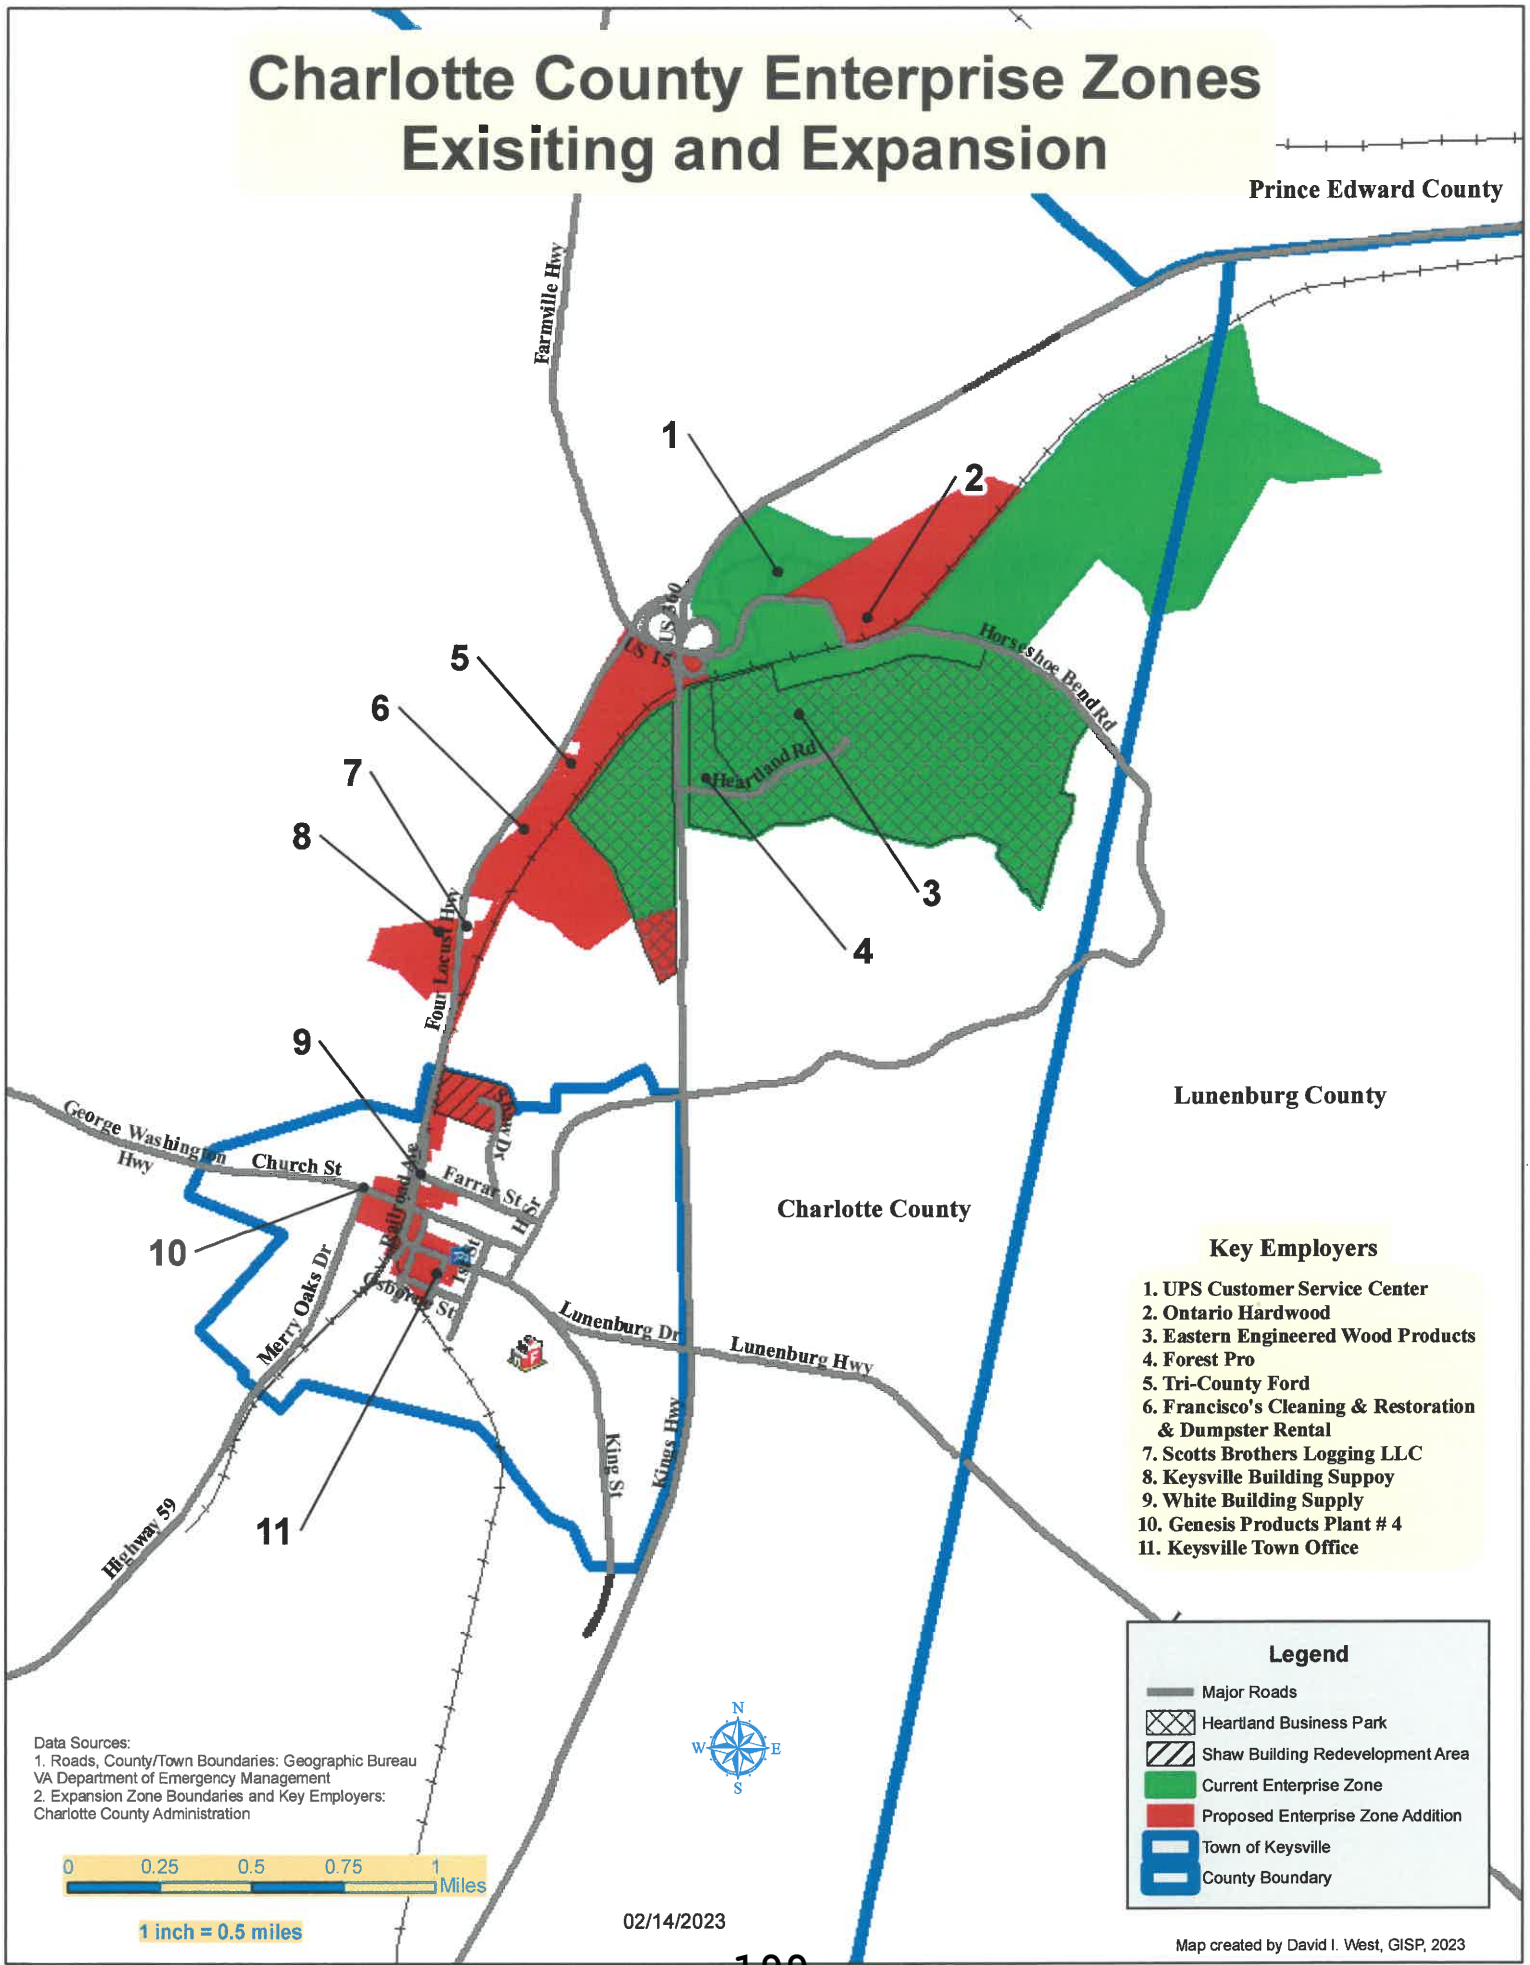 Charlotte County Enterprise Zones
Exisiting and Expansion
Prince Edward County
Farmville Hwy
1
2
US 360
US 15
Horseshoe Bend Rd
5
6
7
8
Heartland Rd
3
4
Four Locust Hwy
9
Shaw Dr
George Washington
Hwy
Church St
Farrar St
Railroad Ave
H St
10
1st St
Osborne St
Merry Oaks Dr
Lunenburg Dr
Lunenburg Hwy
King St
Kings Hwy
Highway 59
11
Lunenburg County
Charlotte County
Key Employers
1. UPS Customer Service Center
2. Ontario Hardwood
3. Eastern Engineered Wood Products
4. Forest Pro
5. Tri-County Ford
6. Francisco's Cleaning & Restoration
& Dumpster Rental
7. Scotts Brothers Logging LLC
8. Keysville Building Suppoy
9. White Building Supply
10. Genesis Products Plant # 4
11. Keysville Town Office
Legend
Major Roads
Heartland Business Park
Shaw Building Redevelopment Area
Current Enterprise Zone
Proposed Enterprise Zone Addition
Town of Keysville
County Boundary
N
W E
S
Data Sources:
1. Roads, County/Town Boundaries: Geographic Bureau
VA Department of Emergency Management
2. Expansion Zone Boundaries and Key Employers:
Charlotte County Administration
0 0.25 0.5 0.75 1
Miles
1 inch = 0.5 miles
02/14/2023
Map created by David I. West, GISP, 2023